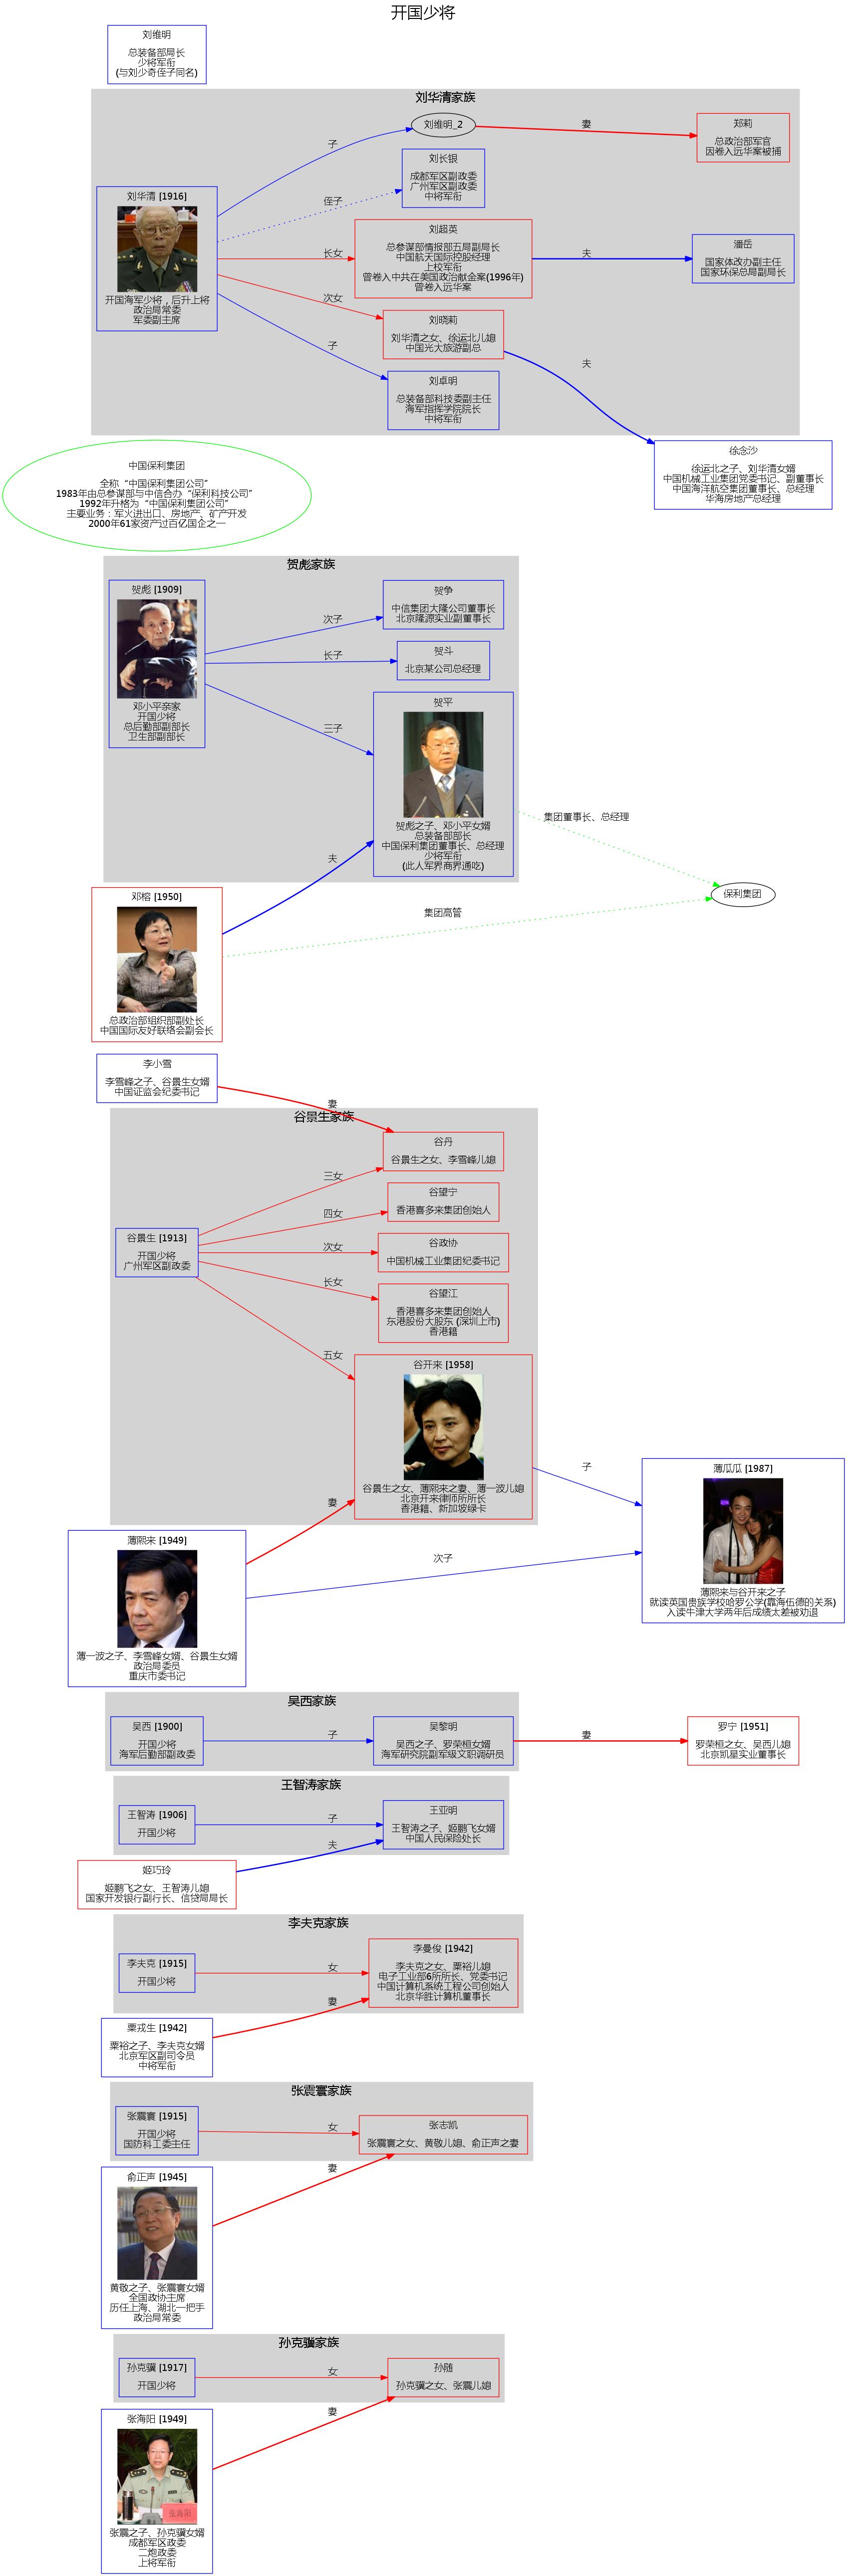 开国少将
刘维明
总装备部局长
少将军衔
(与刘少奇侄子同名)
刘华清家族
刘华清 [1916]
开国海军少将，后升上将
政治局常委
军委副主席
子
侄子
长女
次女
子
刘维明_2
妻
郑莉
总政治部军官
因卷入远华案被捕
刘长银
成都军区副政委
广州军区副政委
中将军衔
刘超英
总参谋部情报部五局副局长
中国航天国际控股经理
上校军衔
曾卷入中共在美国政治献金案(1996年)
曾卷入远华案
夫
潘岳
国家体改办副主任
国家环保总局副局长
刘晓莉
刘华清之女、徐运北儿媳
中国光大旅游副总
夫
刘卓明
总装备部科技委副主任
海军指挥学院院长
中将军衔
徐念沙
徐运北之子、刘华清女婿
中国机械工业集团党委书记、副董事长
中国海洋航空集团董事长、总经理
华海房地产总经理
中国保利集团
全称“中国保利集团公司”
1983年由总参谋部与中信合办“保利科技公司”
1992年升格为“中国保利集团公司”
主要业务：军火进出口、房地产、矿产开发
2000年61家资产过百亿国企之一
贺彪家族
贺彪 [1909]
邓小平亲家
开国少将
总后勤部副部长
卫生部副部长
次子
长子
三子
贺争
中信集团大隆公司董事长
北京隆源实业副董事长
贺斗
北京某公司总经理
贺平
贺彪之子、邓小平女婿
总装备部部长
中国保利集团董事长、总经理
少将军衔
(此人军界商界通吃)
集团董事长、总经理
夫
邓榕 [1950]
总政治部组织部副处长
中国国际友好联络会副会长
集团高管
保利集团
李小雪
李雪峰之子、谷景生女婿
中国证监会纪委书记
妻
谷景生家族
谷景生 [1913]
开国少将
广州军区副政委
三女
四女
次女
长女
五女
谷丹
谷景生之女、李雪峰儿媳
谷望宁
香港喜多来集团创始人
谷政协
中国机械工业集团纪委书记
谷望江
香港喜多来集团创始人
东港股份大股东 (深圳上市)
香港籍
谷开来 [1958]
谷景生之女、薄熙来之妻、薄一波儿媳
北京开来律师所所长
香港籍、新加坡绿卡
子
妻
薄熙来 [1949]
薄一波之子、李雪峰女婿、谷景生女婿
政治局委员
重庆市委书记
次子
薄瓜瓜 [1987]
薄熙来与谷开来之子
就读英国贵族学校哈罗公学(靠海伍德的关系)
入读牛津大学两年后成绩太差被劝退
吴西家族
吴西 [1900]
开国少将
海军后勤部副政委
子
吴黎明
吴西之子、罗荣桓女婿
海军研究院副军级文职调研员
妻
罗宁 [1951]
罗荣桓之女、吴西儿媳
北京凯星实业董事长
王智涛家族
王智涛 [1906]
开国少将
子
王亚明
王智涛之子、姬鹏飞女婿
中国人民保险处长
夫
姬巧玲
姬鹏飞之女、王智涛儿媳
国家开发银行副行长、信贷局局长
李夫克家族
李夫克 [1915]
开国少将
女
李曼俊 [1942]
李夫克之女、粟裕儿媳
电子工业部6所所长、党委书记
中国计算机系统工程公司创始人
北京华胜计算机董事长
妻
粟戎生 [1942]
粟裕之子、李夫克女婿
北京军区副司令员
中将军衔
张震寰家族
张震寰 [1915]
开国少将
国防科工委主任
女
张志凯
张震寰之女、黄敬儿媳、俞正声之妻
妻
俞正声 [1945]
黄敬之子、张震寰女婿
全国政协主席
历任上海、湖北一把手
政治局常委
孙克骥家族
孙克骥 [1917]
开国少将
女
孙随
孙克骥之女、张震儿媳
妻
张海阳 [1949]
张海阳
张震之子、孙克骥女婿
成都军区政委
二炮政委
上将军衔